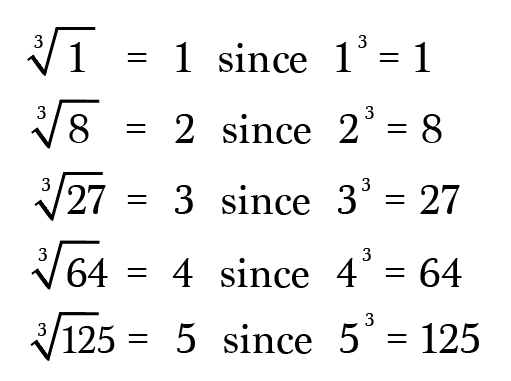 ∛1 = 1 since 1³ = 1
∛8 = 2 since 2³ = 8
∛27 = 3 since 3³ = 27
∛64 = 4 since 4³ = 64
∛125 = 5 since 5³ = 125